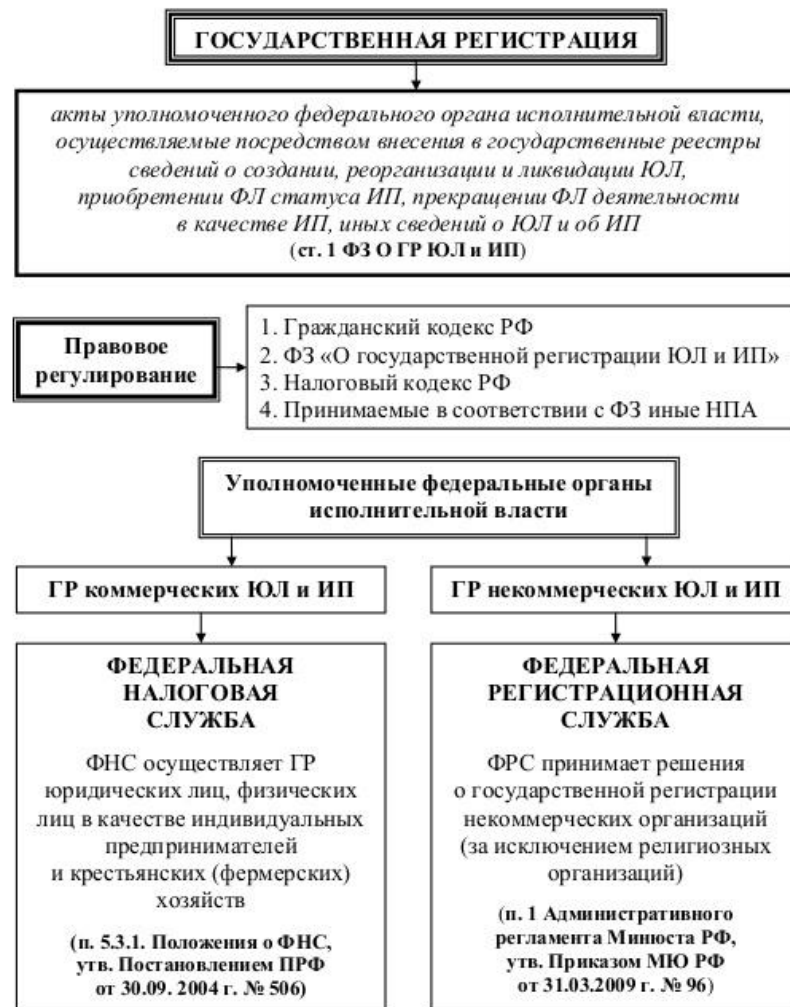 ГОСУДАРСТВЕННАЯ РЕГИСТРАЦИЯ
акты уполномоченного федерального органа исполнительной власти,
осуществляемые посредством внесения в государственные реестры
сведений о создании, реорганизации и ликвидации ЮЛ,
приобретении ФЛ статуса ИП, прекращении ФЛ деятельности
в качестве ИП, иных сведений о ЮЛ и об ИП
(ст. 1 ФЗ О ГР ЮЛ и ИП)
Правовое
регулирование
1. Гражданский кодекс РФ
2. ФЗ «О государственной регистрации ЮЛ и ИП»
3. Налоговый кодекс РФ
4. Принимаемые в соответствии с ФЗ иные НПА
Уполномоченные федеральные органы
исполнительной власти
ГР коммерческих ЮЛ и ИП
ФЕДЕРАЛЬНАЯ
НАЛОГОВАЯ
СЛУЖБА
ФНС осуществляет ГР
юридических лиц, физических
лиц в качестве индивидуальных
предпринимателей
и крестьянских (фермерских)
хозяйств
(п. 5.3.1. Положения о ФНС,
утв. Постановлением ПРФ
от 30.09. 2004 г. № 506)
ГР некоммерческих ЮЛ и ИП
ФЕДЕРАЛЬНАЯ
РЕГИСТРАЦИОННАЯ
СЛУЖБА
ФРС принимает решения
о государственной регистрации
некоммерческих организаций
(за исключением религиозных
организаций)
(п. 1 Административного
регламента Минюста РФ,
утв. Приказом МЮ РФ
от 31.03.2009 г. № 96)